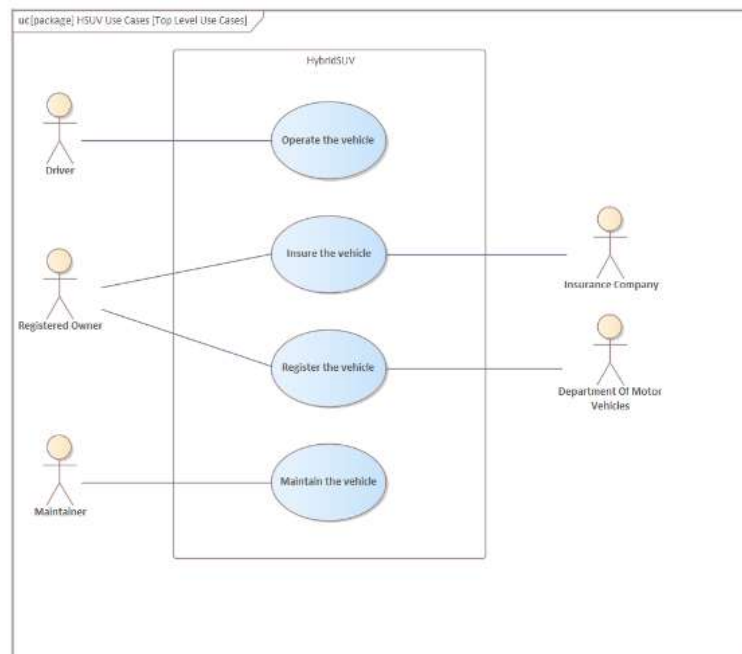 uc[package] HSUV Use Cases [Top Level Use Cases]
HybridSUV
Operate the vehicle
Driver
Insure the vehicle
Insurance Company
Registered Owner
Register the vehicle
Department Of Motor
Vehicles
Maintain the vehicle
Maintainer